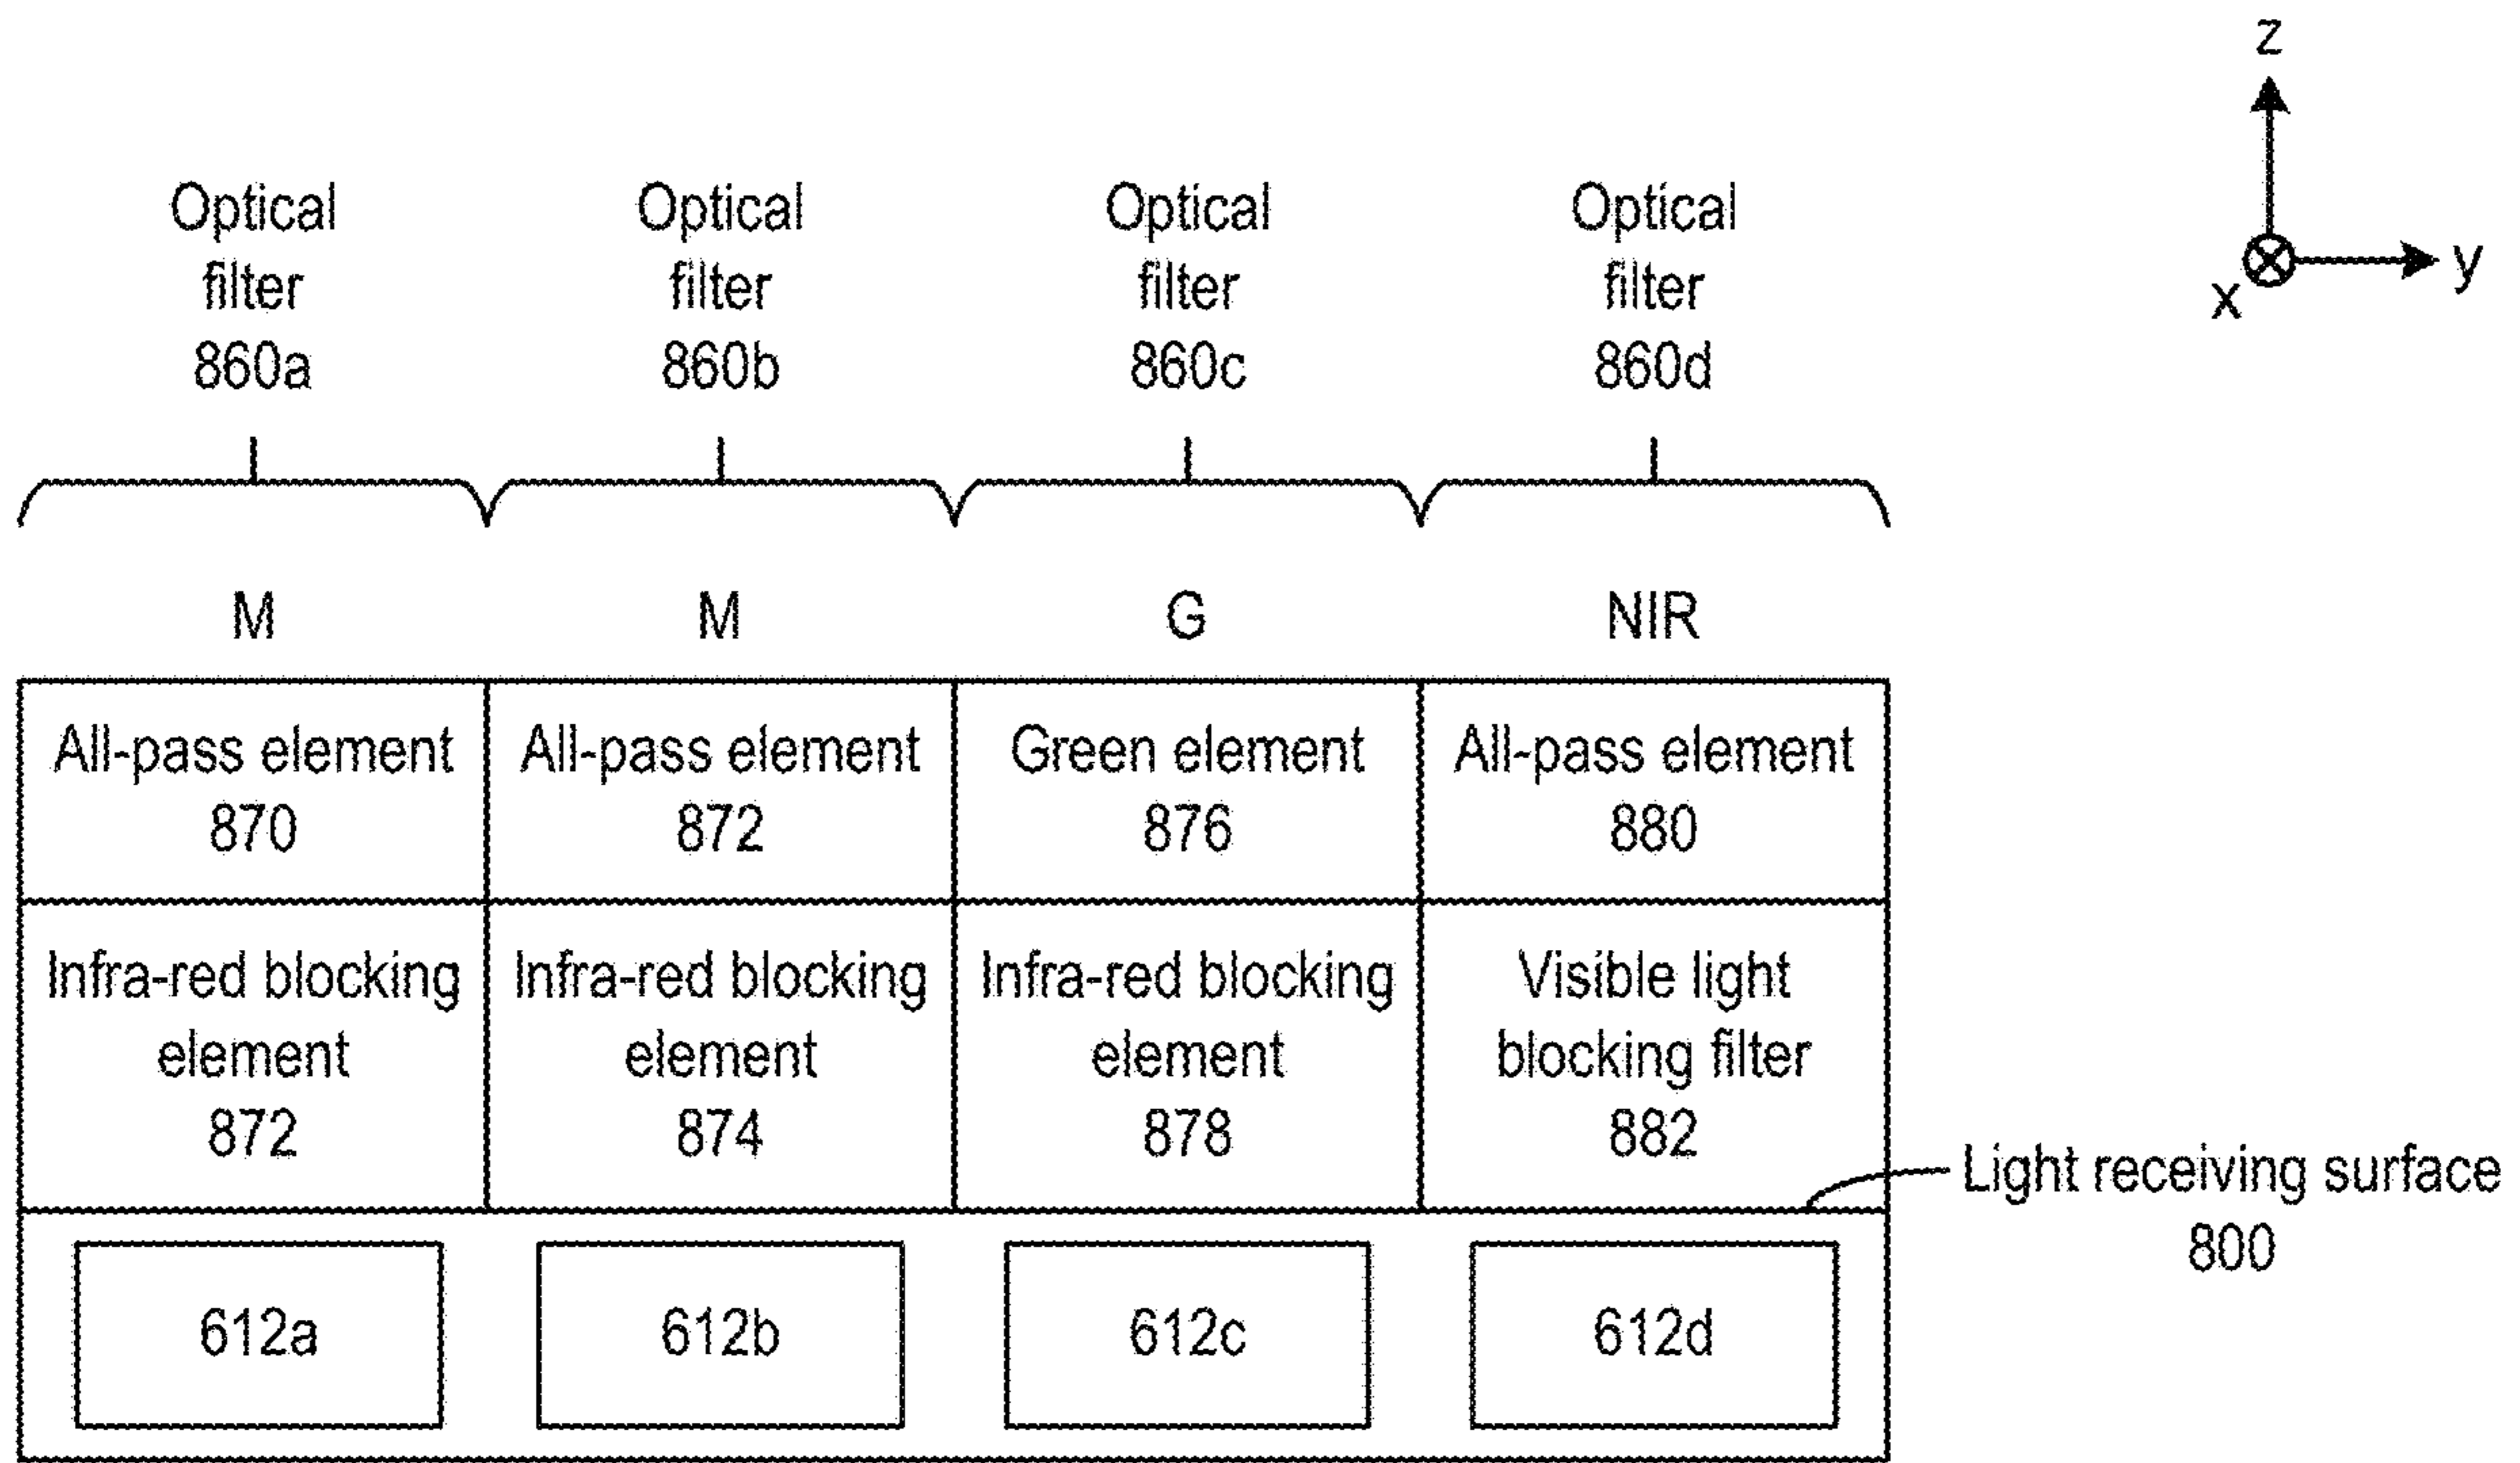 z
y
x
Optical
filter
860a
Optical
filter
860b
Optical
filter
860c
Optical
filter
860d
M
M
G
NIR
All-pass element
870
All-pass element
872
Green element
876
All-pass element
880
Infra-red blocking
element
872
Infra-red blocking
element
874
Infra-red blocking
element
878
Visible light
blocking filter
882
Light receiving surface
800
612a
612b
612c
612d